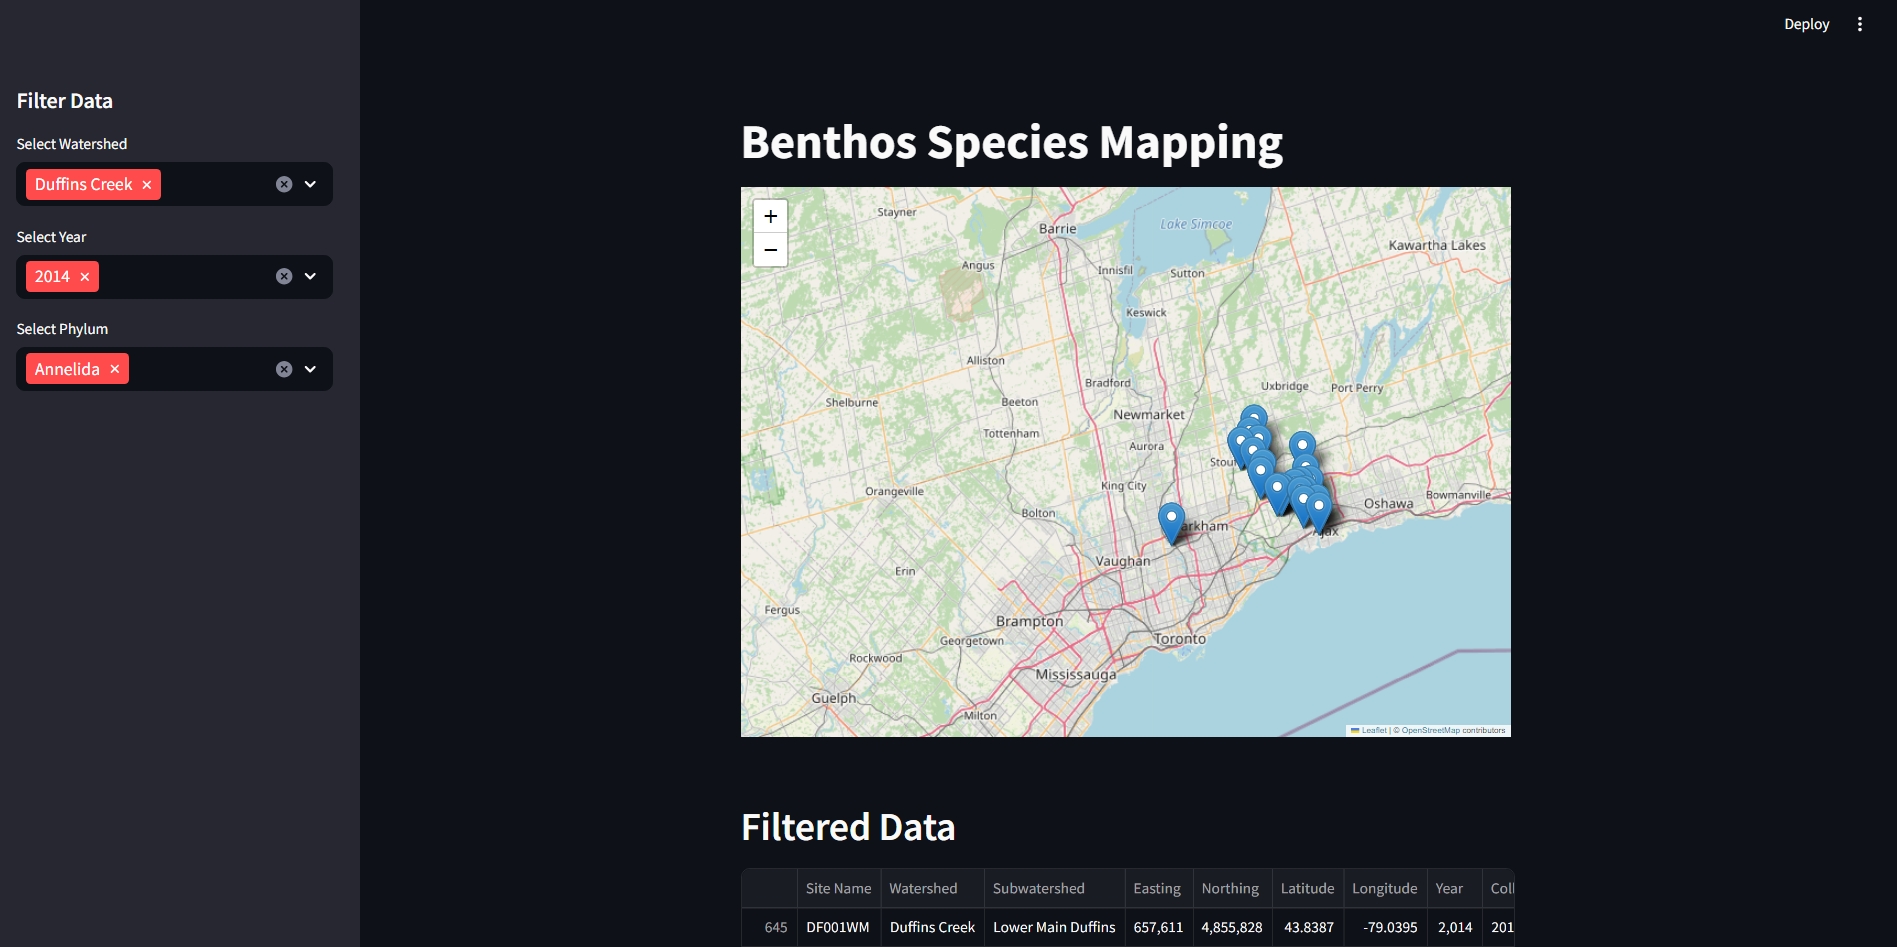 Deploy
Filter Data
Select Watershed
Duffins Creek
Select Year
2014
Select Phylum
Annelida
Benthos Species Mapping
+
−
Stayner
Barrie
Lake Simcoe
Kawartha Lakes
Angus
Innisfil
Sutton
Keswick
Alliston
Bradford
Uxbridge
Port Perry
Shelburne
Beeton
Newmarket
Tottenham
Aurora
Stouf
King City
Orangeville
Bowmanville
Oshawa
Bolton
arkham
Ajax
Vaughan
Erin
Fergus
Brampton
Georgetown
Toronto
Rockwood
Mississauga
Guelph
Milton
Leaflet | © OpenStreetMap contributors
Filtered Data
Site Name Watershed Subwatershed Easting Northing Latitude Longitude Year Coll
645 DF001WM Duffins Creek Lower Main Duffins 657,611 4,855,828 43.8387 -79.0395 2,014 201